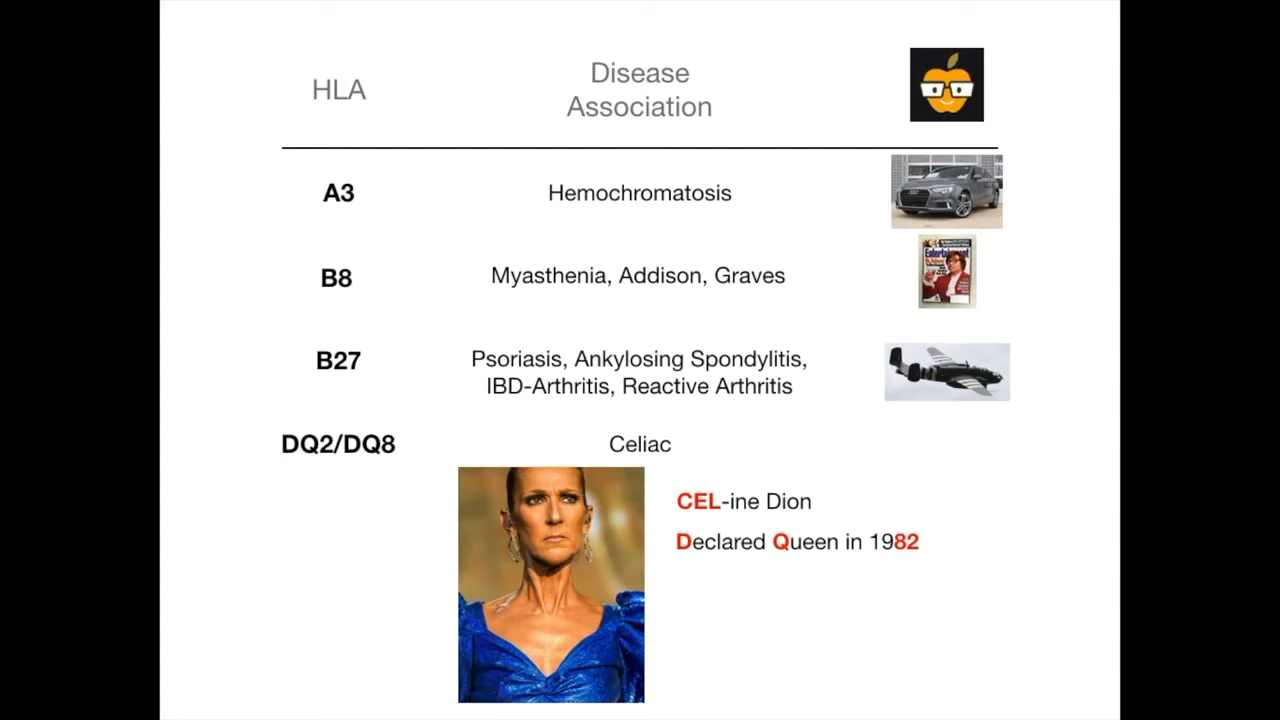 HLA
Disease
Association
A3
Hemochromatosis
B8
Myasthenia, Addison, Graves
Entertainment
B27
Psoriasis, Ankylosing Spondylitis,
IBD-Arthritis, Reactive Arthritis
DQ2/DQ8
Celiac
CEL-ine Dion
Declared Queen in 1982